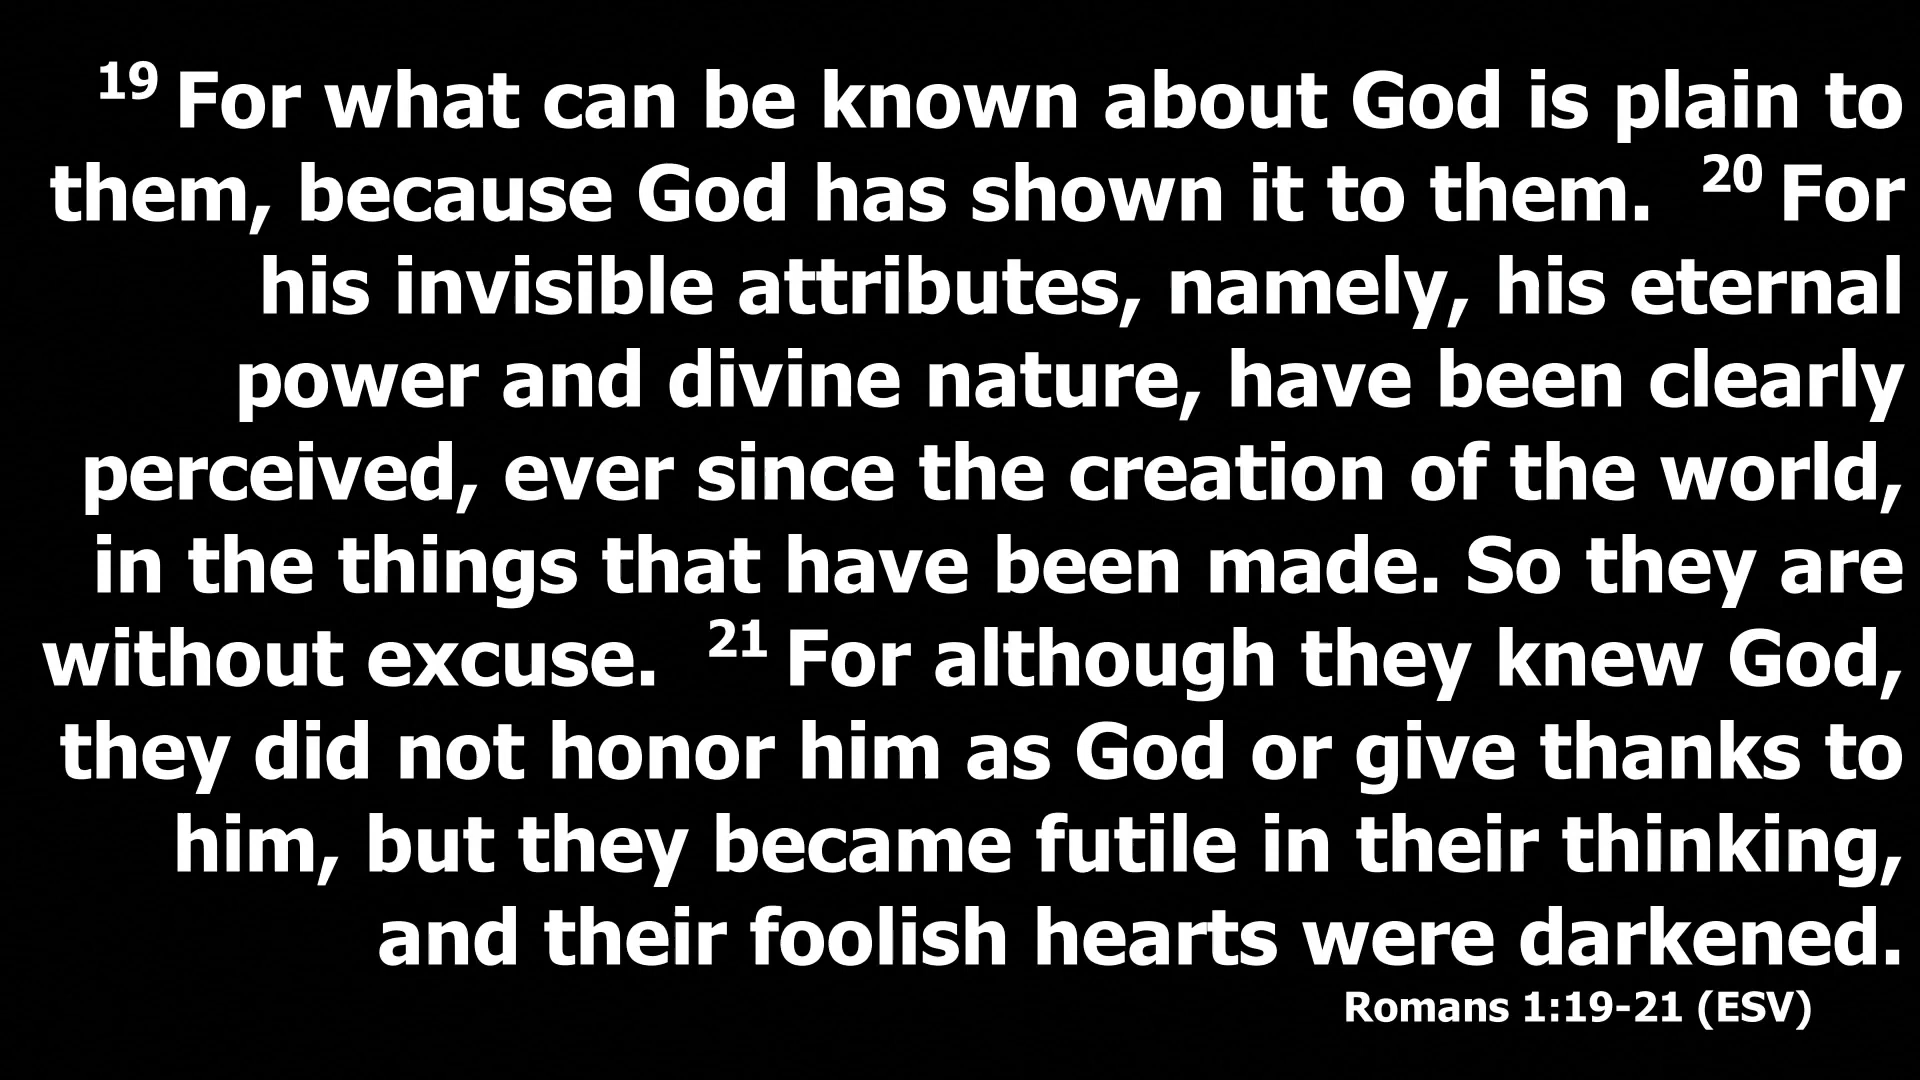 19 For what can be known about God is plain to
them, because God has shown it to them. 20 For
his invisible attributes, namely, his eternal
power and divine nature, have been clearly
perceived, ever since the creation of the world,
in the things that have been made. So they are
without excuse. 21 For although they knew God,
they did not honor him as God or give thanks to
him, but they became futile in their thinking,
and their foolish hearts were darkened.
Romans 1:19-21 (ESV)